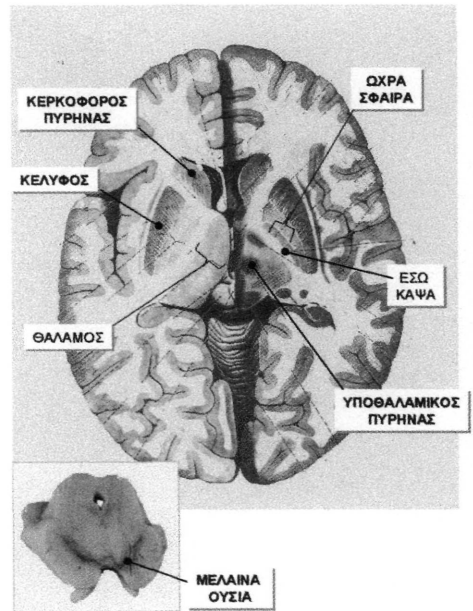 ΩΧΡΑ
ΣΦΑΙΡΑ
ΚΕΡΚΟΦΟΡΟΣ
ΠΥΡΗΝΑΣ
ΚΕΛΥΦΟΣ
ΕΣΩ
ΚΑΨΑ
ΘΑΛΑΜΟΣ
ΥΠΟΘΑΛΑΜΙΚΟΣ
ΠΥΡΗΝΑΣ
ΜΕΛΑΙΝΑ
ΟΥΣΙΑ